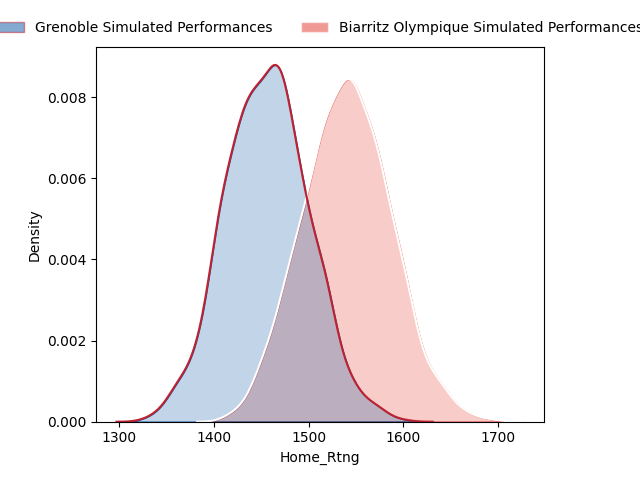 Grenoble Simulated Performances
Biarritz Olympique Simulated Performances
0.008
0.006
0.004
0.002
0.000
Density
1300 1400 1500 1600 1700
Home_Rtng